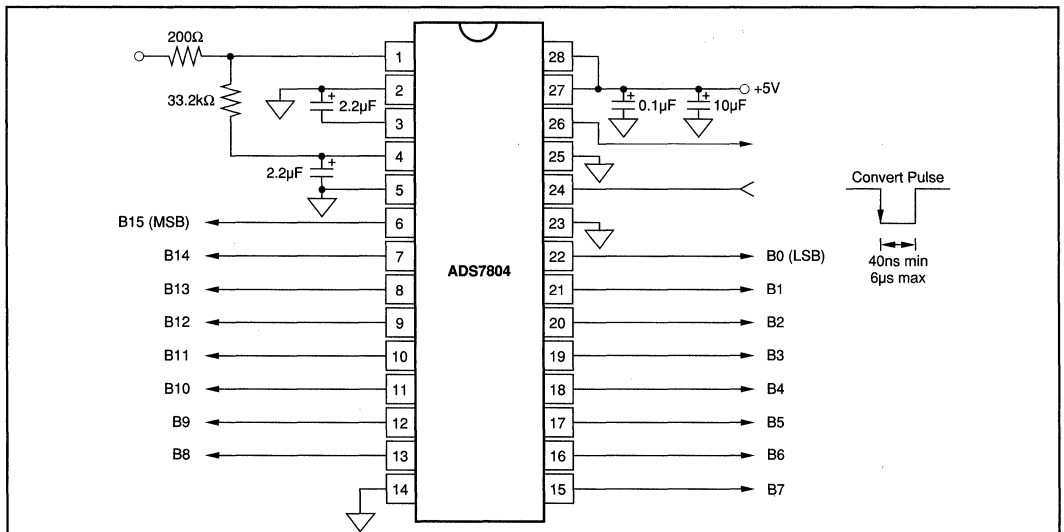 200Ω
33.2kΩ
2.2µF
2.2µF
+
+
ADS7804
1
2
3
4
5
6
7
8
9
10
11
12
13
14
28
27
26
25
24
23
22
21
20
19
18
17
16
15
B15 (MSB)
B14
B13
B12
B11
B10
B9
B8
+
0.1µF
+
10µF
+5V
B0 (LSB)
B1
B2
B3
B4
B5
B6
B7
Convert Pulse
40ns min
6µs max